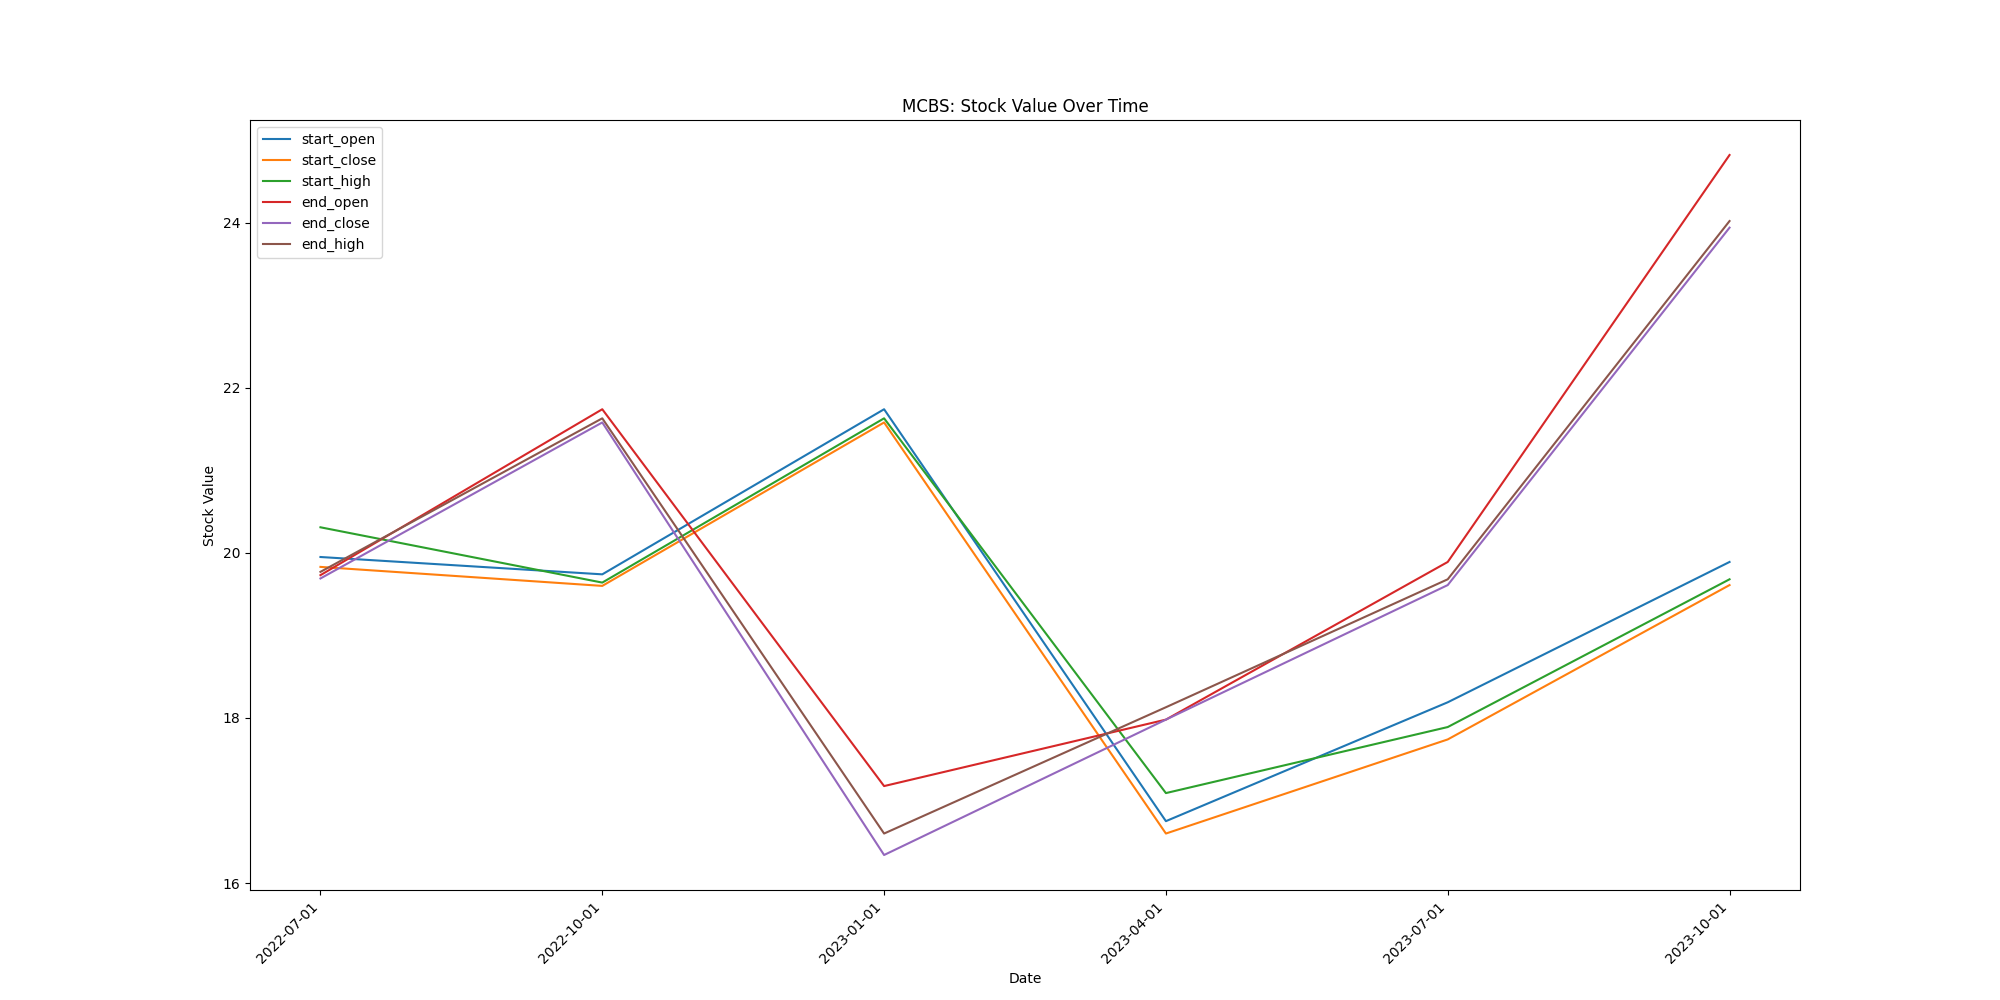 MCBS: Stock Value Over Time
start_open
start_close
start_high
end_open
end_close
end_high
Stock Value
24
22
20
18
16
2022-07-01
2022-10-01
2023-01-01
2023-04-01
2023-07-01
2023-10-01
Date